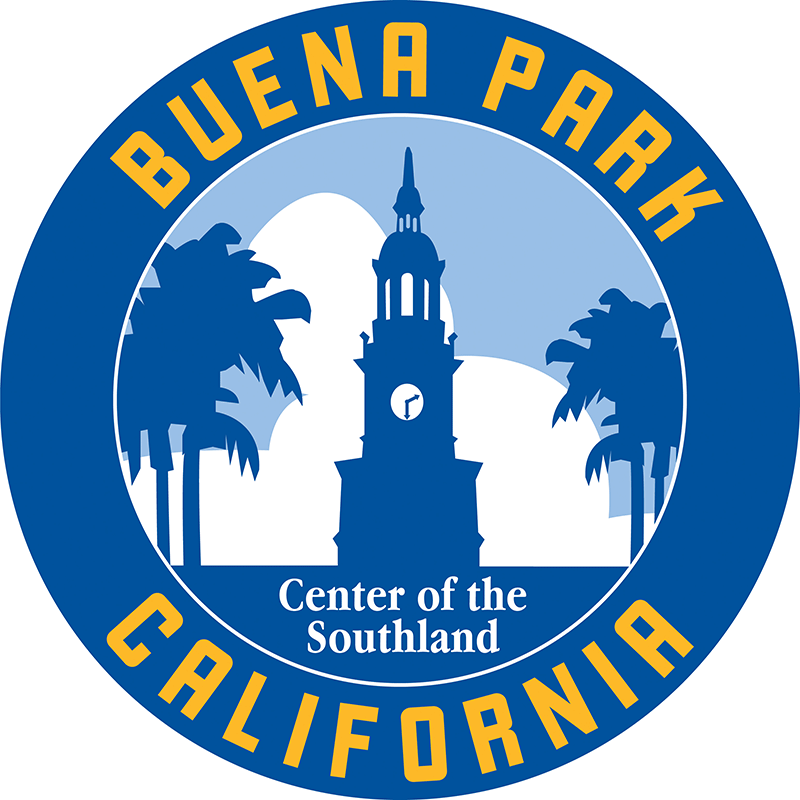 BUENA PARK
Center of the
Southland
CALIFORNIA